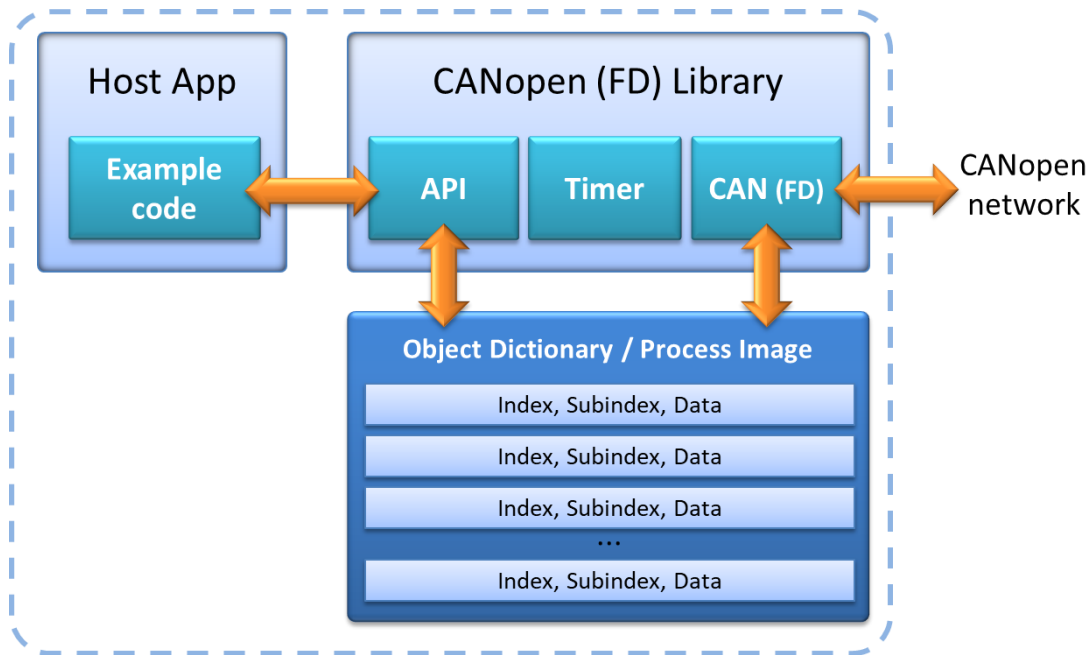 Host App
CANopen (FD) Library
Example
code
API
Timer
CAN (FD)
CANopen
network
Object Dictionary / Process Image
Index, Subindex, Data
Index, Subindex, Data
Index, Subindex, Data
...
Index, Subindex, Data